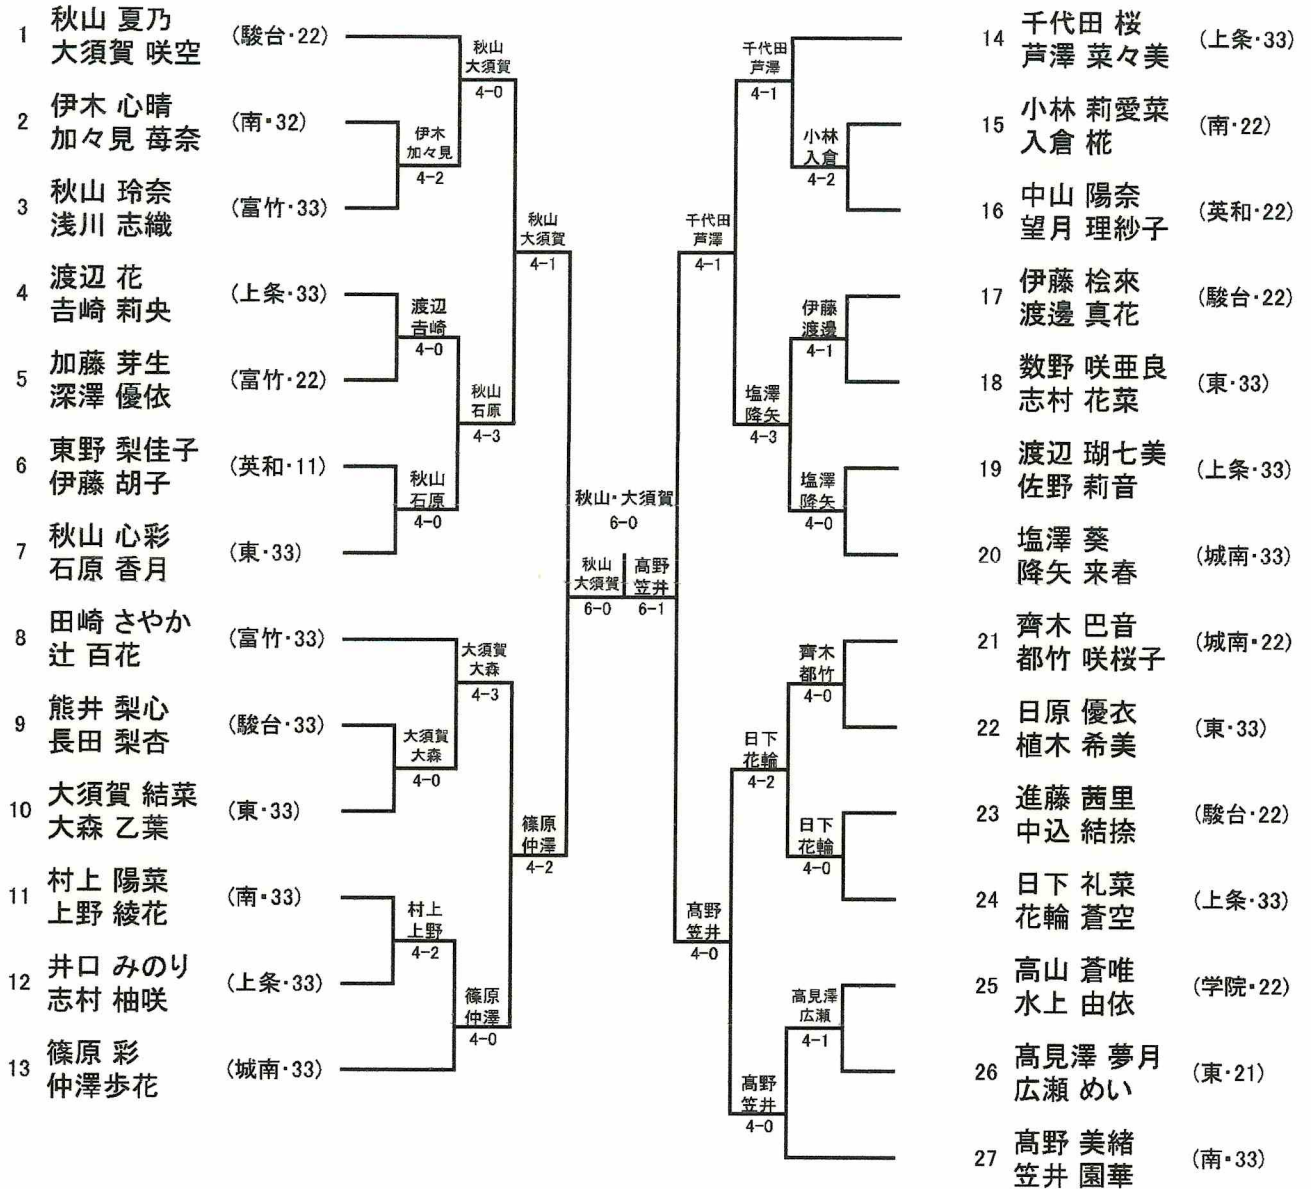 1 秋山 夏乃 (駿台・22)
大須賀 咲空
2 伊木 心晴 (南・32)
加々見 苺奈
3 秋山 玲奈 (富竹・33)
浅川 志織
4 渡辺 花 (上条・33)
吉崎 莉央
5 加藤 芽生 (富竹・22)
深澤 優依
6 東野 梨佳子 (英和・11)
伊藤 胡子
7 秋山 心彩 (東・33)
石原 香月
8 田崎 さやか (富竹・33)
辻 百花
9 熊井 梨心 (駿台・33)
長田 梨杏
10 大須賀 結菜 (東・33)
大森 乙葉
11 村上 陽菜 (南・33)
上野 綾花
12 井口 みのり (上条・33)
志村 柚咲
13 篠原 彩 (城南・33)
仲澤歩花
伊木
加々見
4-2
渡辺
吉崎
4-0
秋山
石原
4-0
大須賀
大森
4-0
村上
上野
4-2
秋山
大須賀
4-0
秋山
石原
4-3
大須賀
大森
4-3
篠原
仲澤
4-0
秋山
大須賀
4-1
篠原
仲澤
4-2
秋山・大須賀
6-0
秋山
大須賀
6-0
髙野
笠井
6-1
千代田
芦澤
4-1
髙野
笠井
4-0
千代田
芦澤
4-1
塩澤
降矢
4-3
日下
花輪
4-2
髙野
笠井
4-0
小林
入倉
4-2
伊藤
渡邊
4-1
塩澤
降矢
4-0
齊木
都竹
4-0
日下
花輪
4-0
高見澤
広瀬
4-1
14 千代田 桜 (上条・33)
芦澤 菜々美
15 小林 莉愛菜 (南・22)
入倉 椛
16 中山 陽奈 (英和・22)
望月 理紗子
17 伊藤 桧來 (駿台・22)
渡邊 真花
18 数野 咲亜良 (東・33)
志村 花菜
19 渡辺 瑚七美 (上条・33)
佐野 莉音
20 塩澤 葵 (城南・33)
降矢 来春
21 齊木 巴音 (城南・22)
都竹 咲桜子
22 日原 優衣 (東・33)
植木 希美
23 進藤 茜里 (駿台・22)
中込 結捺
24 日下 礼菜 (上条・33)
花輪 蒼空
25 高山 蒼唯 (学院・22)
水上 由依
26 髙見澤 夢月 (東・21)
広瀬 めい
27 髙野 美緒 (南・33)
笠井 園華